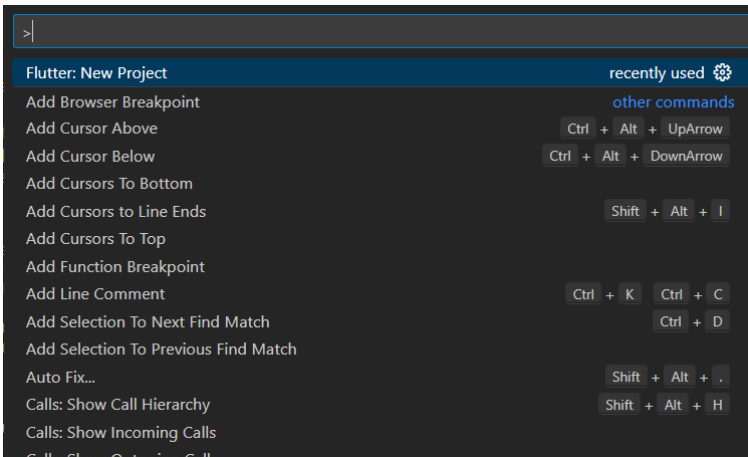 >
Flutter: New Project recently used
Add Browser Breakpoint other commands
Add Cursor Above Ctrl + Alt + UpArrow
Add Cursor Below Ctrl + Alt + DownArrow
Add Cursors To Bottom
Add Cursors to Line Ends Shift + Alt + I
Add Cursors To Top
Add Function Breakpoint
Add Line Comment Ctrl + K Ctrl + C
Add Selection To Next Find Match Ctrl + D
Add Selection To Previous Find Match
Auto Fix... Shift + Alt + .
Calls: Show Call Hierarchy Shift + Alt + H
Calls: Show Incoming Calls